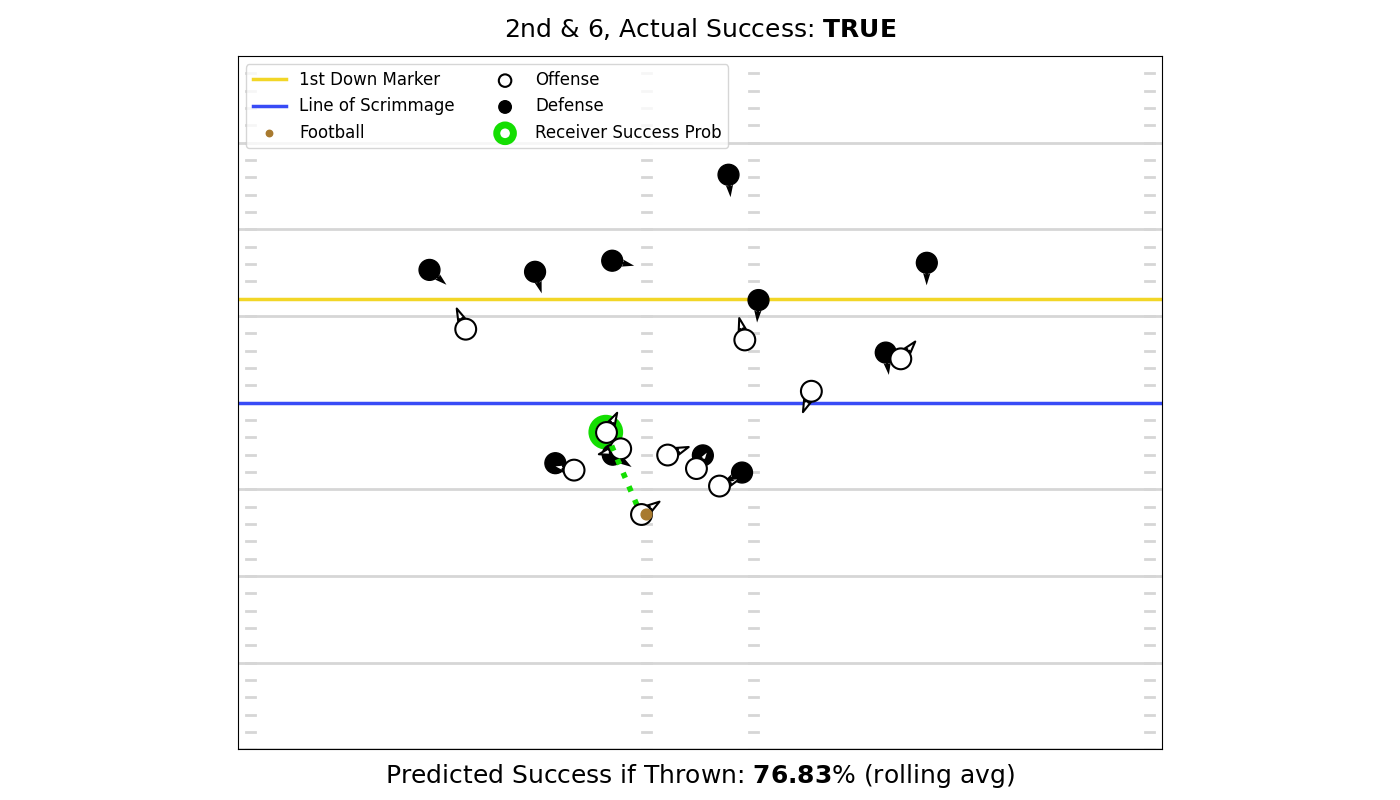 2nd & 6, Actual Success: TRUE
1st Down Marker
Line of Scrimmage
Football
Offense
Defense
Receiver Success Prob
Predicted Success if Thrown: 76.83% (rolling avg)